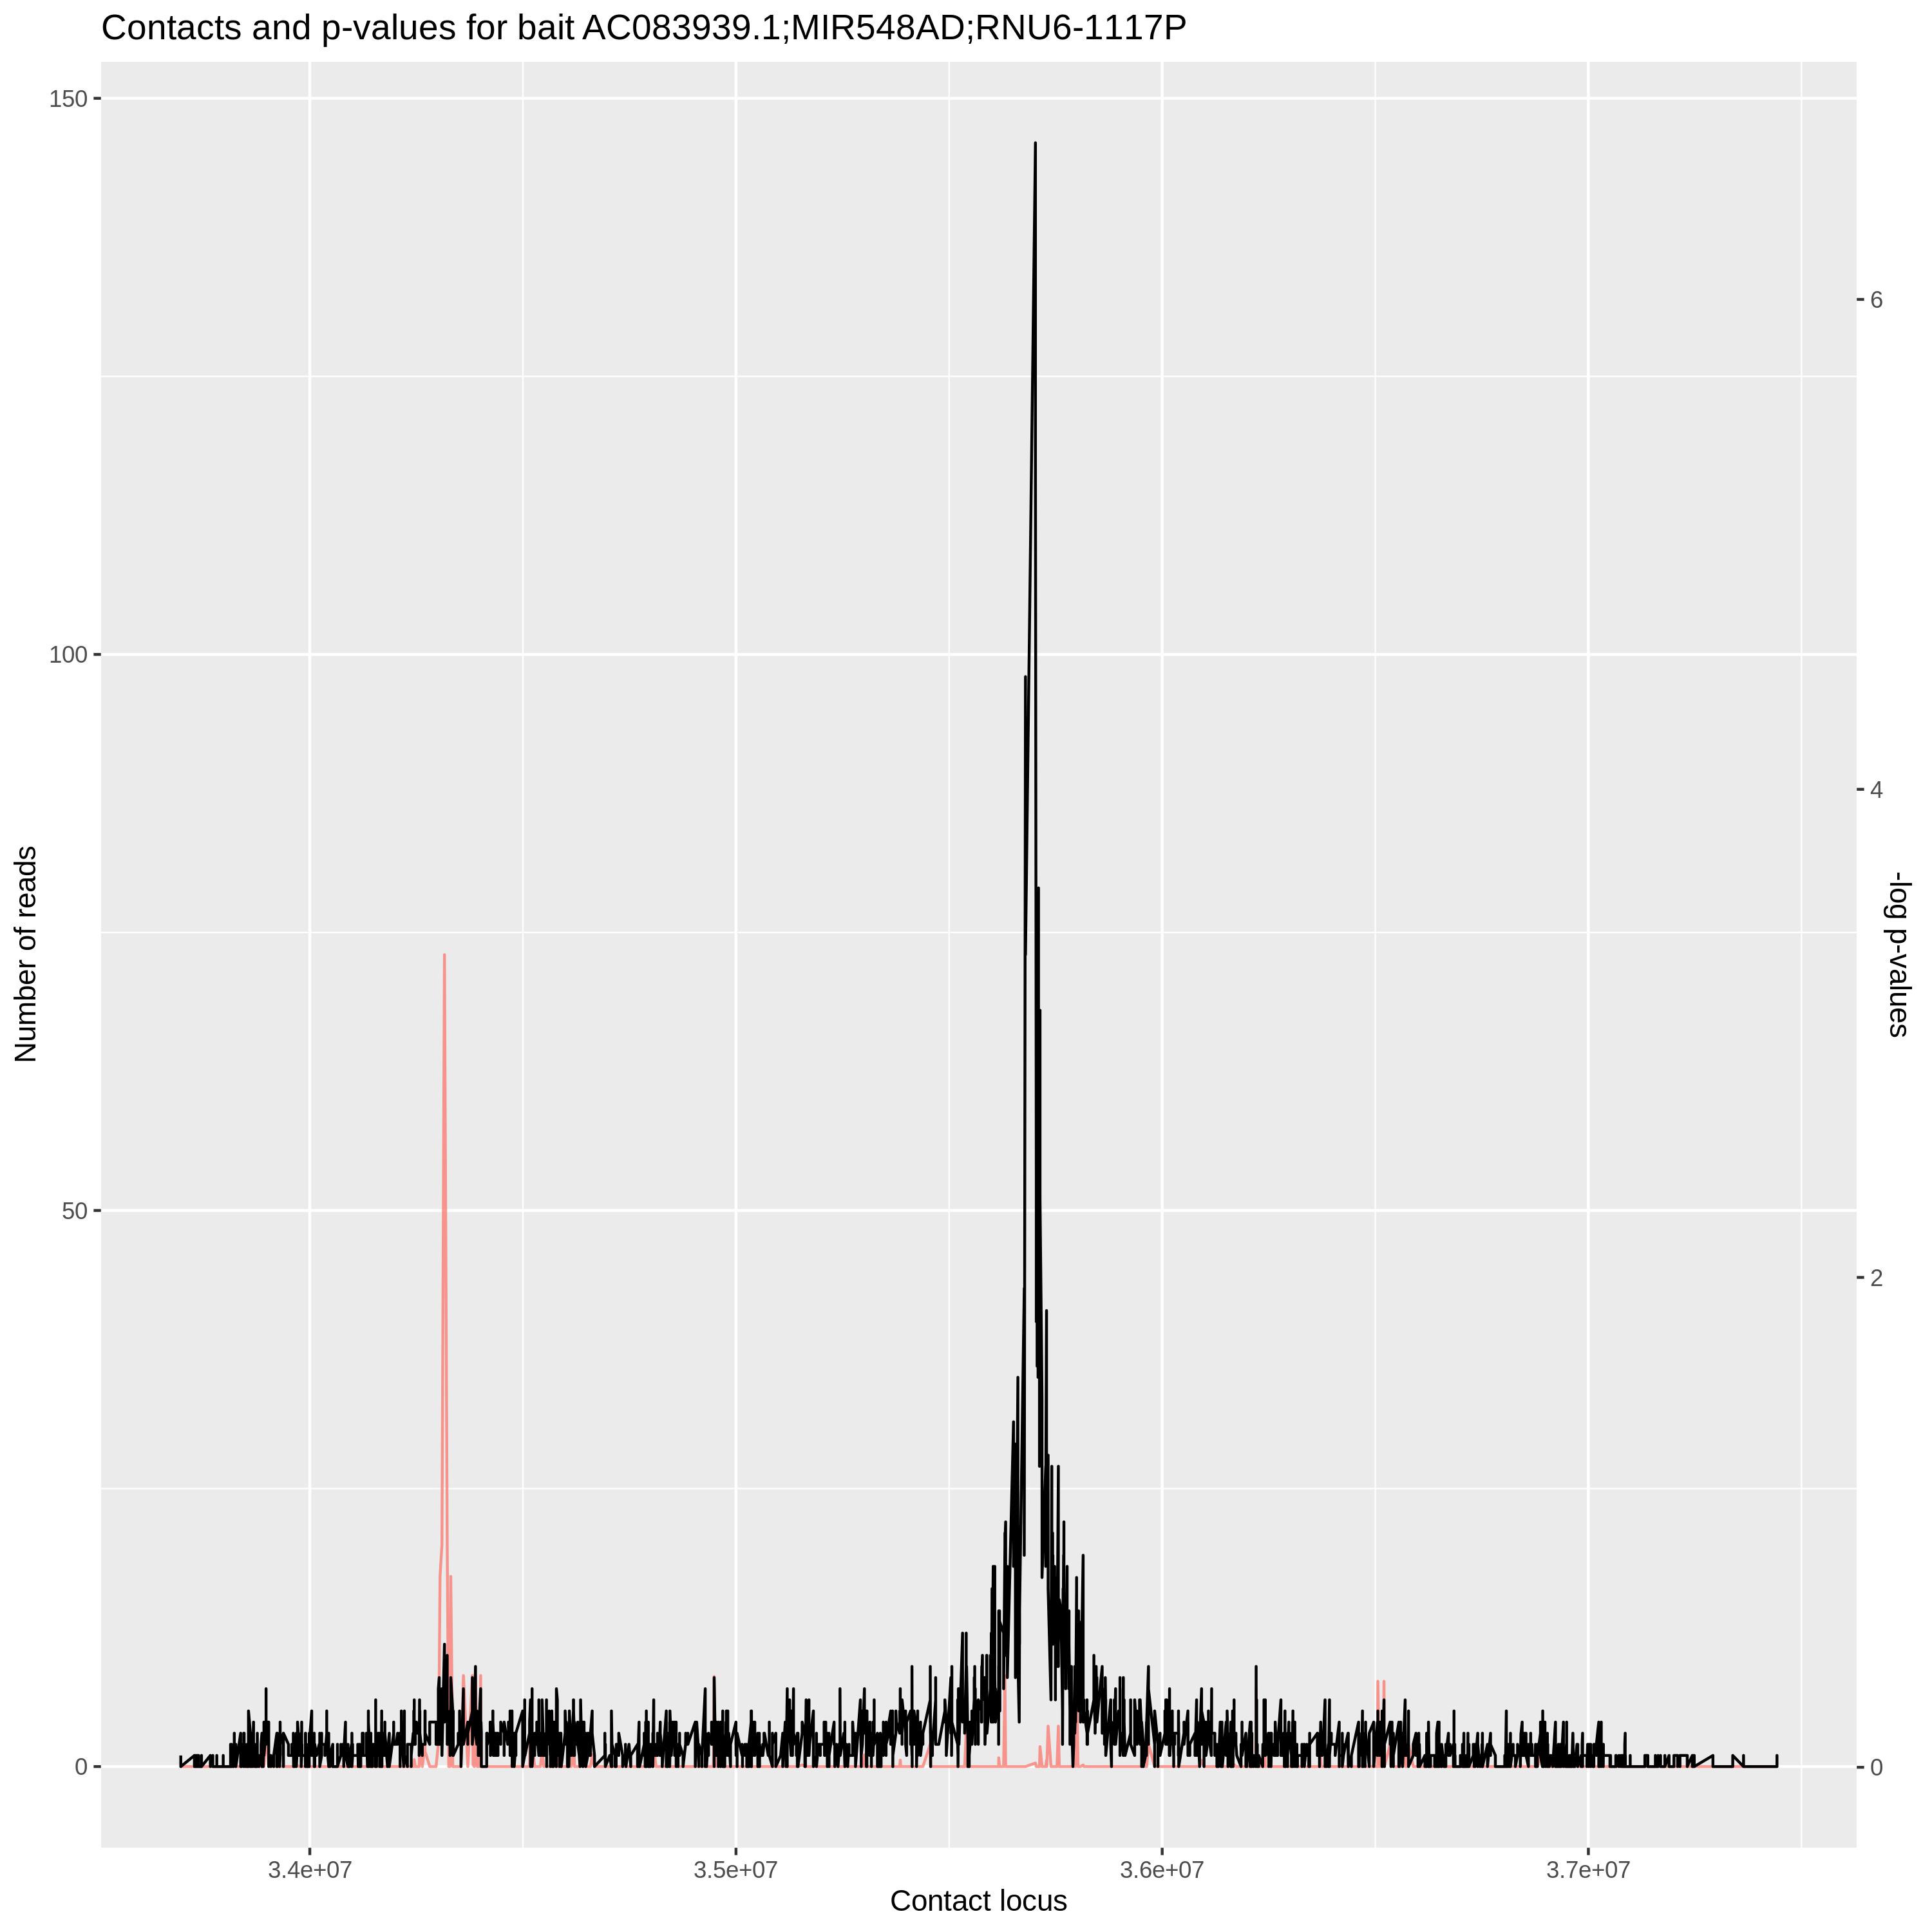 Contacts and p-values for bait AC083939.1;MIR548AD;RNU6-1117P
150
100
50
0
Number of reads
6
4
2
0
-log p-values
3.4e+07
3.5e+07
3.6e+07
3.7e+07
Contact locus